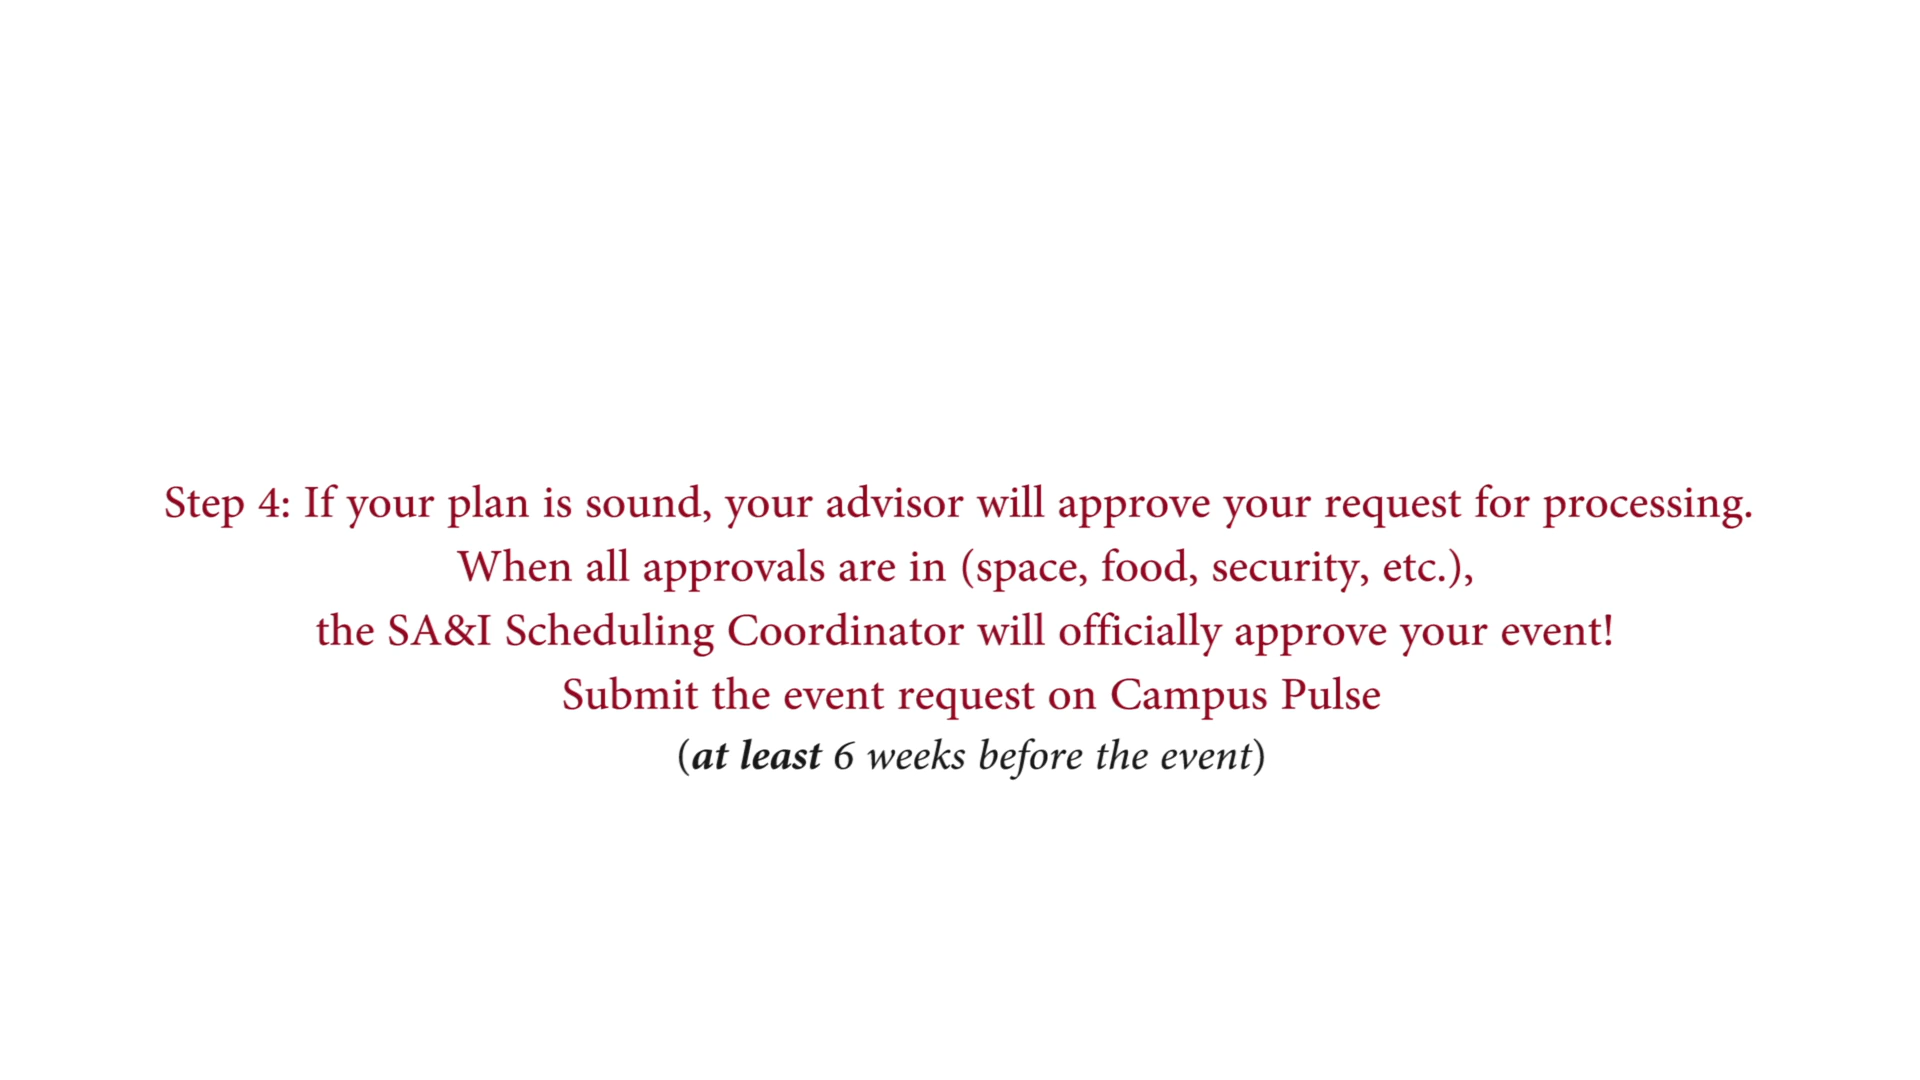 Step 4: If your plan is sound, your advisor will approve your request for processing.
When all approvals are in (space, food, security, etc.),
the SA&I Scheduling Coordinator will officially approve your event!
Submit the event request on Campus Pulse
(at least 6 weeks before the event)